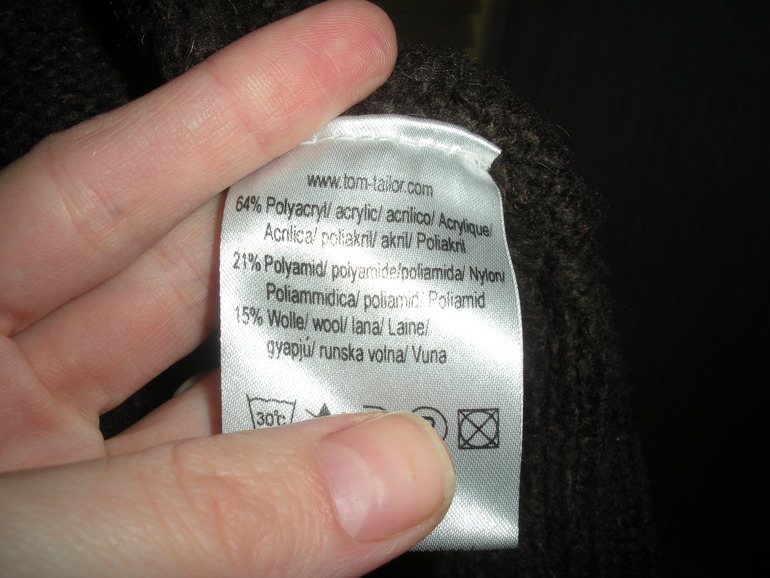 www.tom-tailor.com
64% Polyacryl/ acrylic/ acrilico/ Acrylique/
Acrilica/ poliakril/ akril/ Poliakril
21% Polyamid/ polyamide/poliamida/ Nylon/
Poliammidica/ poliamid/ Poliamid
15% Wolle/ wool/ lana/ Laine/
gyapjú/ runska volna/ Vuna
30°C